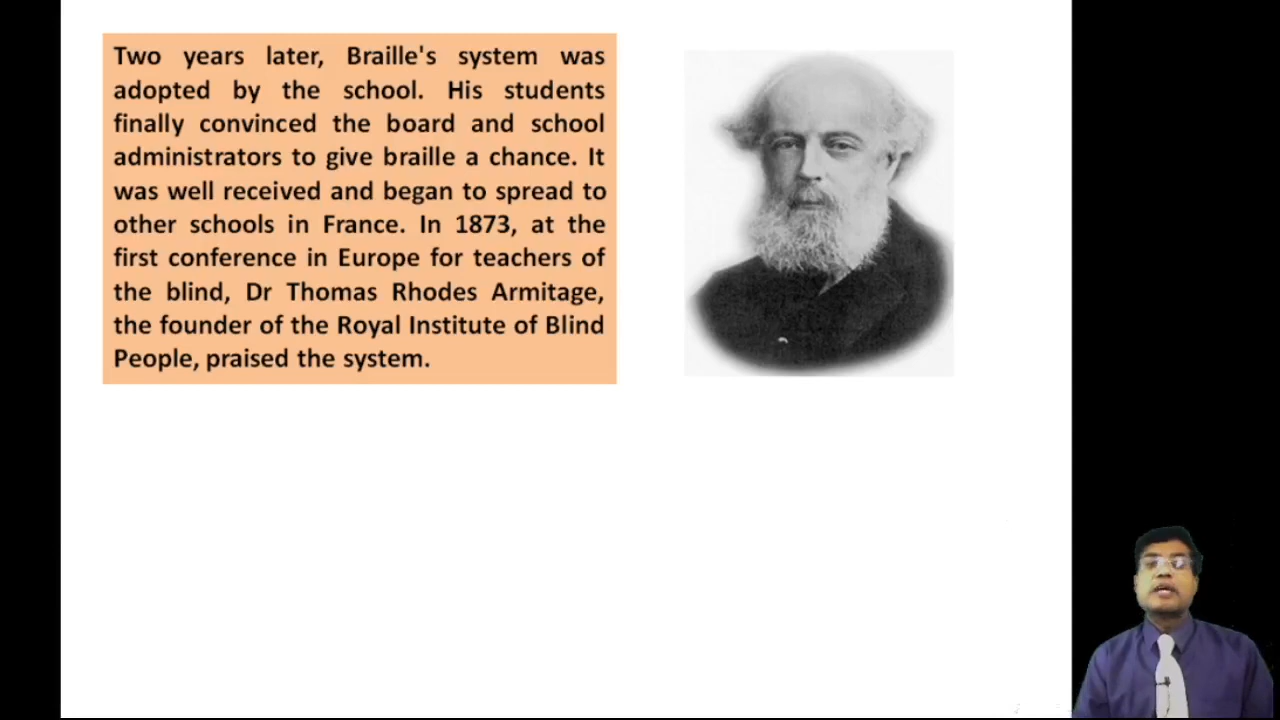 Two years later, Braille's system was
adopted by the school. His students
finally convinced the board and school
administrators to give braille a chance. It
was well received and began to spread to
other schools in France. In 1873, at the
first conference in Europe for teachers of
the blind, Dr Thomas Rhodes Armitage,
the founder of the Royal Institute of Blind
People, praised the system.